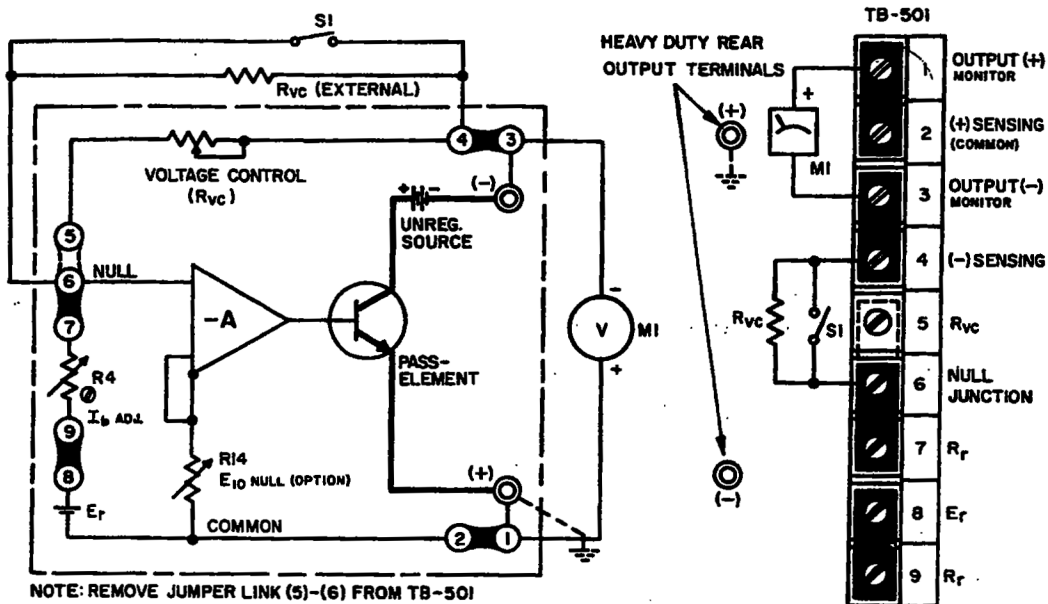 S1
RVC (EXTERNAL)
4
3
VOLTAGE CONTROL
(RVC)
(-)
+
-
UNREG.
SOURCE
5
6
NULL
7
-A
PASS-
ELEMENT
V
M1
-
+
R4
Ib ADJ.
9
8
R14
E10 NULL (OPTION)
Er
COMMON
(+)
2
1
NOTE: REMOVE JUMPER LINK (5)-(6) FROM TB-501
HEAVY DUTY REAR
OUTPUT TERMINALS
(+)
(-)
+
M1
RVC
S1
TB-501
1 OUTPUT (+)
MONITOR
2 (+) SENSING
(COMMON)
3 OUTPUT (-)
MONITOR
4 (-) SENSING
5 RVC
6 NULL
JUNCTION
7 Rr
8 Er
9 Rr